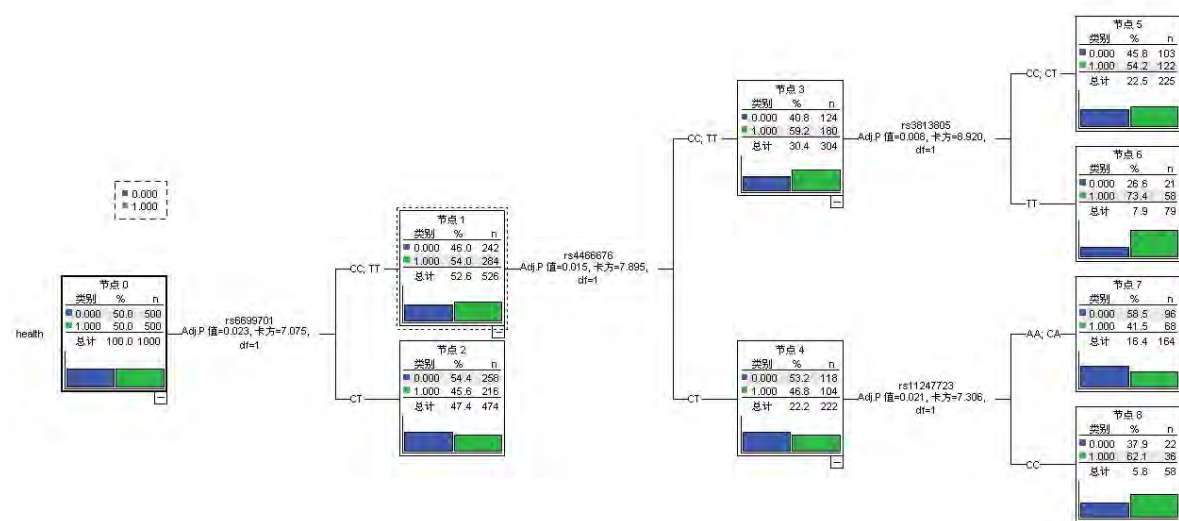 0.000
1.000
health
节点 0
类别 % n
0.000 50.0 500
1.000 50.0 500
总计 100.0 1000
rs6699701
Adj.P 值=0.023, 卡方=7.075,
df=1
CC; TT
节点 1
类别 % n
0.000 46.0 242
1.000 54.0 284
总计 52.6 526
CT
节点 2
类别 % n
0.000 54.4 258
1.000 45.6 216
总计 47.4 474
rs4466676
Adj.P 值=0.015, 卡方=7.895,
df=1
CC; TT
节点 3
类别 % n
0.000 40.8 124
1.000 59.2 180
总计 30.4 304
CT
节点 4
类别 % n
0.000 53.2 118
1.000 46.8 104
总计 22.2 222
rs3813805
Adj.P 值=0.008, 卡方=8.920,
df=1
CC; CT
节点 5
类别 % n
0.000 45.8 103
1.000 54.2 122
总计 22.5 225
TT
节点 6
类别 % n
0.000 26.6 21
1.000 73.4 58
总计 7.9 79
rs11247723
Adj.P 值=0.021, 卡方=7.306,
df=1
AA; CA
节点 7
类别 % n
0.000 58.5 96
1.000 41.5 68
总计 16.4 164
CC
节点 8
类别 % n
0.000 37.9 22
1.000 62.1 36
总计 5.8 58